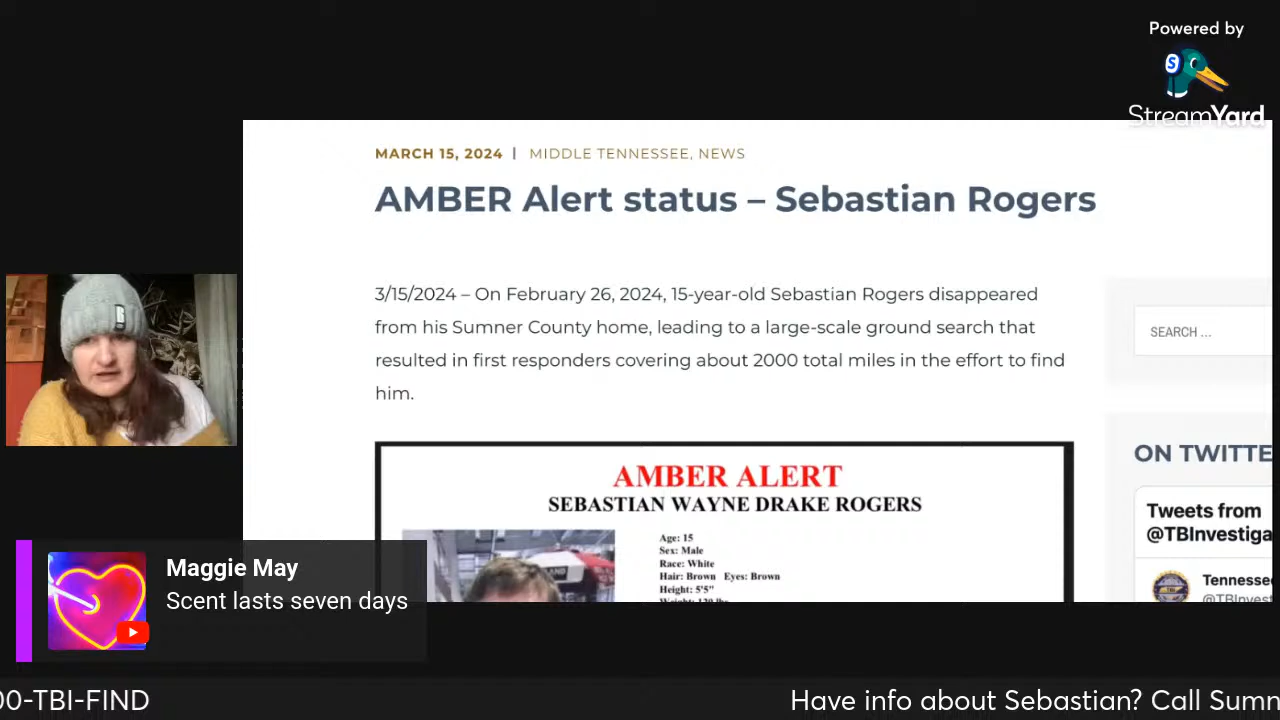 Powered by
StreamYard
MARCH 15, 2024 | MIDDLE TENNESSEE, NEWS
AMBER Alert status – Sebastian Rogers
3/15/2024 – On February 26, 2024, 15-year-old Sebastian Rogers disappeared
from his Sumner County home, leading to a large-scale ground search that
resulted in first responders covering about 2000 total miles in the effort to find
him.
SEARCH ...
AMBER ALERT
SEBASTIAN WAYNE DRAKE ROGERS
Age: 15
Sex: Male
Race: White
Hair: Brown Eyes: Brown
Height: 5'5"
ON TWITTE
Tweets from
@TBInvestiga
Tennesse
@TBInvest
Maggie May
Scent lasts seven days
00-TBI-FIND
Have info about Sebastian? Call Sumn